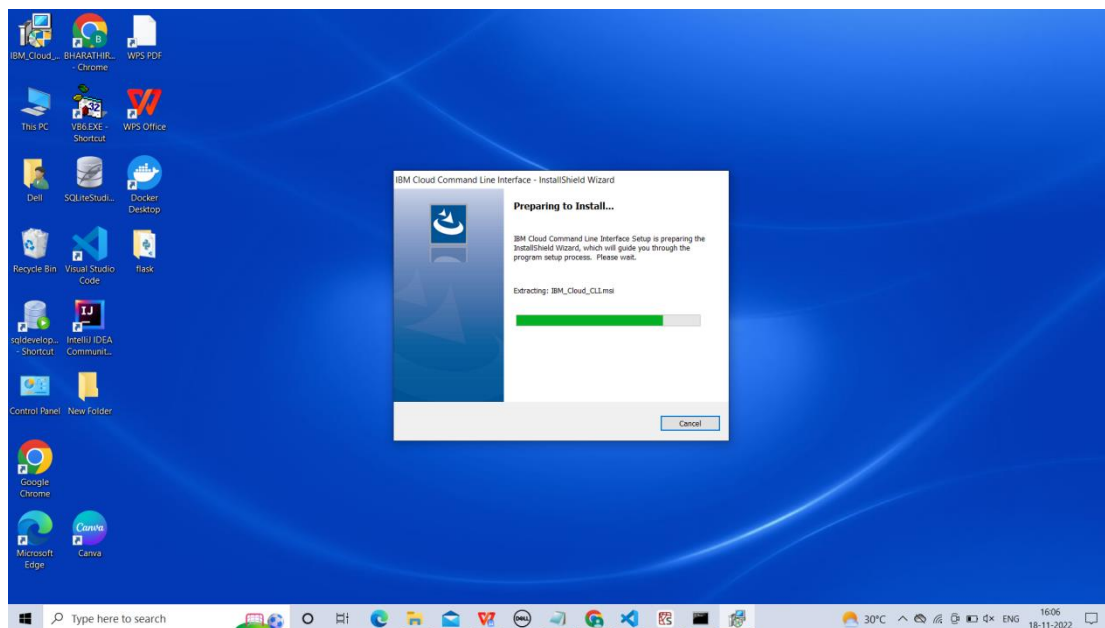 IBM_Cloud_...
BHARATHIR...
- Chrome
WPS PDF
This PC
VB6.EXE -
Shortcut
WPS Office
Dell
SQLiteStudi...
Docker
Desktop
Recycle Bin
Visual Studio
Code
flask
sqldevelop...
- Shortcut
IntelliJ IDEA
Communit...
Control Panel
New Folder
Google
Chrome
Microsoft
Edge
Canva
Canva
IBM Cloud Command Line Interface - InstallShield Wizard
Preparing to Install...
IBM Cloud Command Line Interface Setup is preparing the
InstallShield Wizard, which will guide you through the
program setup process. Please wait.
Extracting: IBM_Cloud_CLI.msi
Cancel
Type here to search
DELL
30°C
ENG
16:06
18-11-2022